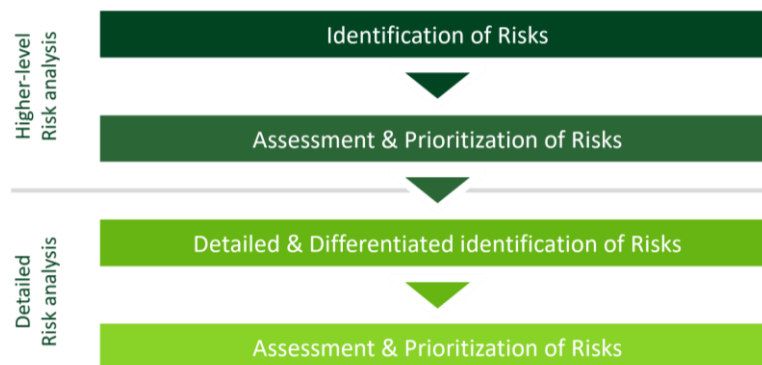 Higher-level
Risk analysis
Identification of Risks
Assessment & Prioritization of Risks
Detailed
Risk analysis
Detailed & Differentiated identification of Risks
Assessment & Prioritization of Risks